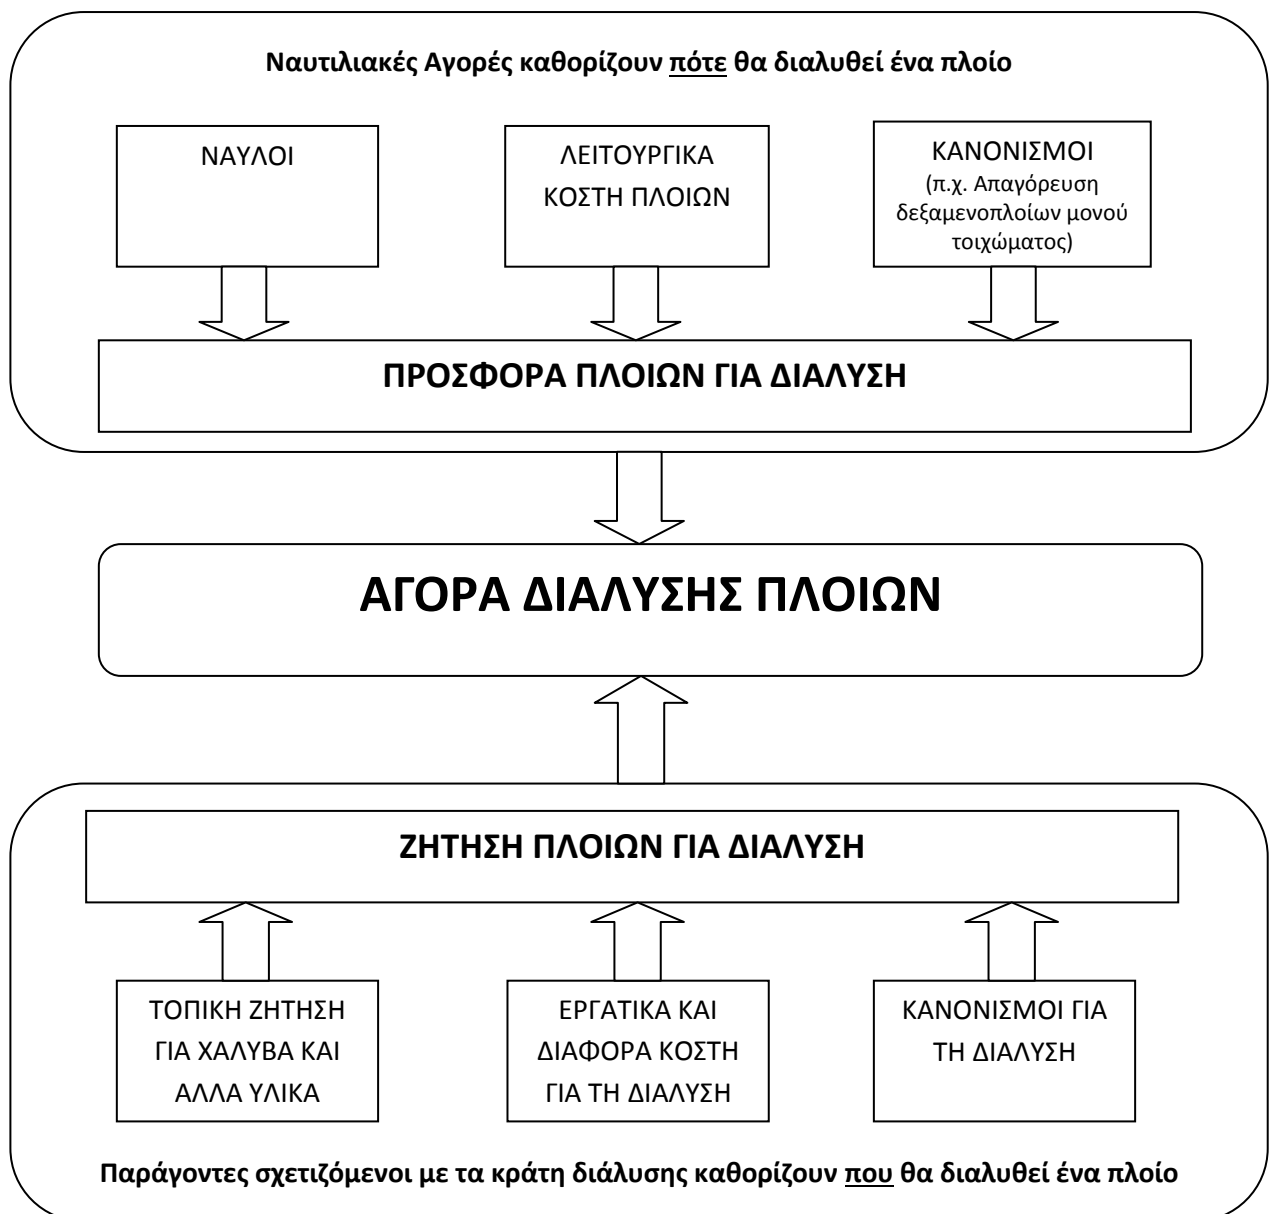 Ναυτιλιακές Αγορές καθορίζουν πότε θα διαλυθεί ένα πλοίο
ΝΑΥΛΟΙ
ΛΕΙΤΟΥΡΓΙΚΑ
ΚΟΣΤΗ ΠΛΟΙΩΝ
ΚΑΝΟΝΙΣΜΟΙ
(π.χ. Απαγόρευση
δεξαμενοπλοίων μονού
τοιχώματος)
ΠΡΟΣΦΟΡΑ ΠΛΟΙΩΝ ΓΙΑ ΔΙΑΛΥΣΗ
ΑΓΟΡΑ ΔΙΑΛΥΣΗΣ ΠΛΟΙΩΝ
ΖΗΤΗΣΗ ΠΛΟΙΩΝ ΓΙΑ ΔΙΑΛΥΣΗ
ΤΟΠΙΚΗ ΖΗΤΗΣΗ
ΓΙΑ ΧΑΛΥΒΑ ΚΑΙ
ΑΛΛΑ ΥΛΙΚΑ
ΕΡΓΑΤΙΚΑ ΚΑΙ
ΔΙΑΦΟΡΑ ΚΟΣΤΗ
ΓΙΑ ΤΗ ΔΙΑΛΥΣΗ
ΚΑΝΟΝΙΣΜΟΙ ΓΙΑ
ΤΗ ΔΙΑΛΥΣΗ
Παράγοντες σχετιζόμενοι με τα κράτη διάλυσης καθορίζουν που θα διαλυθεί ένα πλοίο